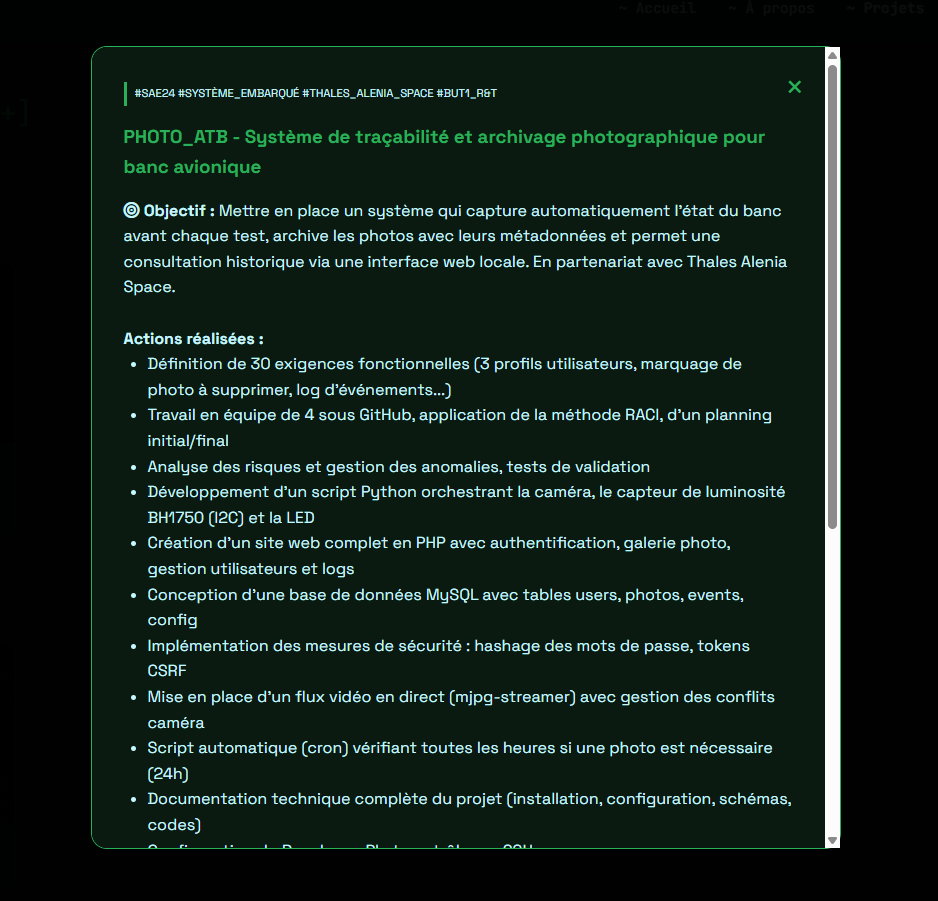 ~ Accueil ~ À propos ~ Projets
#SAE24 #SYSTÈME_EMBARQUÉ #THALES_ALENIA_SPACE #BUT1_R&T
PHOTO_ATB - Système de traçabilité et archivage photographique pour
banc avionique
Objectif : Mettre en place un système qui capture automatiquement l'état du banc
avant chaque test, archive les photos avec leurs métadonnées et permet une
consultation historique via une interface web locale. En partenariat avec Thales Alenia
Space.
Actions réalisées :
• Définition de 30 exigences fonctionnelles (3 profils utilisateurs, marquage de
photo à supprimer, log d'événements...)
• Travail en équipe de 4 sous GitHub, application de la méthode RACI, d'un planning
initial/final
• Analyse des risques et gestion des anomalies, tests de validation
• Développement d'un script Python orchestrant la caméra, le capteur de luminosité
BH1750 (I2C) et la LED
• Création d'un site web complet en PHP avec authentification, galerie photo,
gestion utilisateurs et logs
• Conception d'une base de données MySQL avec tables users, photos, events,
config
• Implémentation des mesures de sécurité : hashage des mots de passe, tokens
CSRF
• Mise en place d'un flux vidéo en direct (mjpg-streamer) avec gestion des conflits
caméra
• Script automatique (cron) vérifiant toutes les heures si une photo est nécessaire
(24h)
• Documentation technique complète du projet (installation, configuration, schémas,
codes)